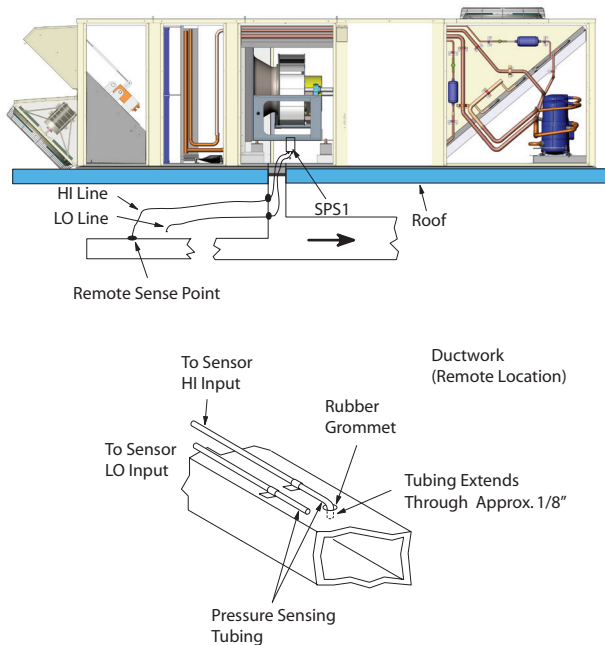 HI Line
LO Line
SPS1
Roof
Remote Sense Point
To Sensor
HI Input
Ductwork
(Remote Location)
Rubber
Grommet
To Sensor
LO Input
Tubing Extends
Through Approx. 1/8”
Pressure Sensing
Tubing